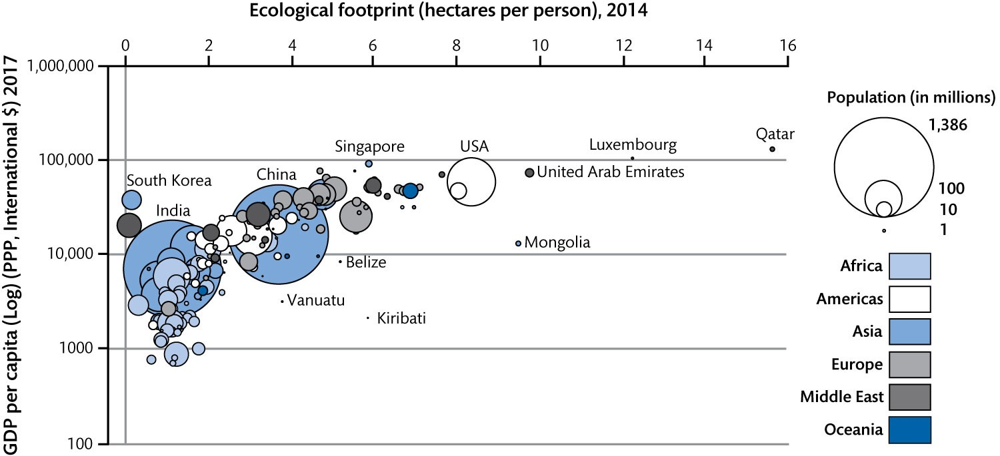 Ecological footprint (hectares per person), 2014
0 2 4 6 8 10 12 14 16
GDP per capita (Log) (PPP, International $) 2017
1,000,000
100,000
10,000
1000
100
South Korea
India
China
Singapore
USA
Luxembourg
Qatar
United Arab Emirates
Mongolia
Belize
Vanuatu
Kiribati
Population (in millions)
1,386
100
10
1
Africa
Americas
Asia
Europe
Middle East
Oceania